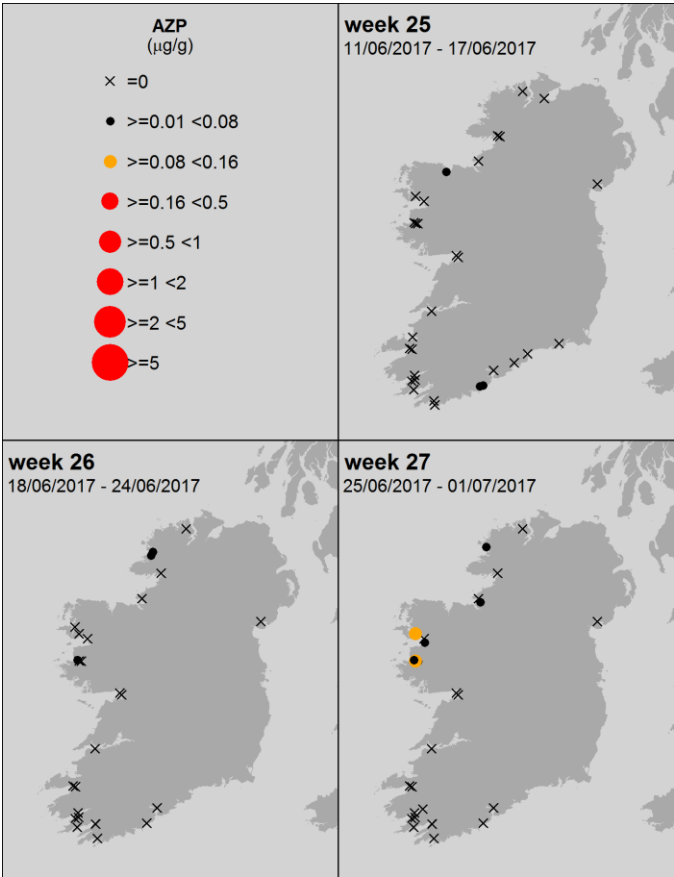 AZP
(μg/g)
=0
>=0.01 <0.08
>=0.08 <0.16
>=0.16 <0.5
>=0.5 <1
>=1 <2
>=2 <5
>=5
week 25
11/06/2017 - 17/06/2017
week 26
18/06/2017 - 24/06/2017
week 27
25/06/2017 - 01/07/2017